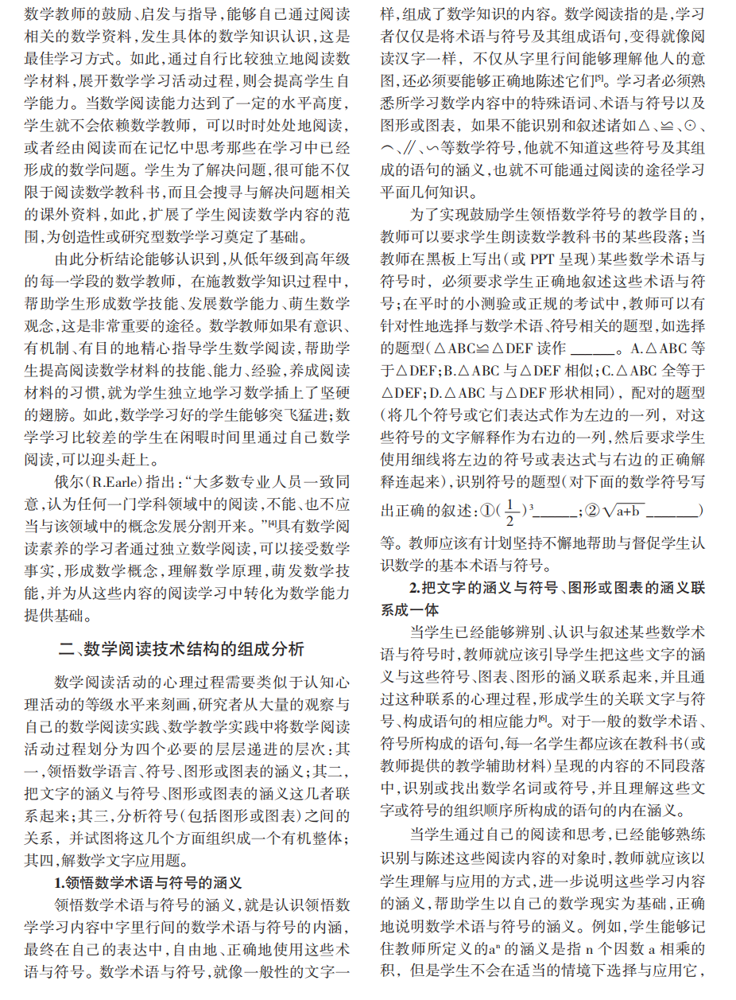 数学教师的鼓励、启发与指导,能够自己通过阅读
相关的数学资料,发生具体的数学知识认识,这是
最佳学习方式。如此,通过自行比较独立地阅读数
学材料,展开数学学习活动过程,则会提高学生自
学能力。当数学阅读能力达到了一定的水平高度,
学生就不会依赖数学教师,可以时时处处地阅读,
或者经由阅读而在记忆中思考那些在学习中已经
形成的数学问题。学生为了解决问题,很可能不仅
限于阅读数学教科书,而且会搜寻与解决问题相关
的课外资料,如此,扩展了学生阅读数学内容的范
围,为创造性或研究型数学学习奠定了基础。
由此分析结论能够认识到,从低年级到高年级
的每一学段的数学教师,在施教数学知识过程中,
帮助学生形成数学技能、发展数学能力、萌生数学
观念,这是非常重要的途径。数学教师如果有意识、
有机制、有目的地精心指导学生数学阅读,帮助学
生提高阅读数学材料的技能、能力、经验,养成阅读
材料的习惯,就为学生独立地学习数学插上了坚硬
的翅膀。如此,数学学习好的学生能够突飞猛进;数
学学习比较差的学生在闲暇时间里通过自己数学
阅读,可以迎头赶上。
俄尔(R.Earle)指出:“大多数专业人员一致同
意,认为任何一门学科领域中的阅读,不能、也不应
当与该领域中的概念发展分割开来。”[4]具有数学阅
读素养的学习者通过独立数学阅读,可以接受数学
事实,形成数学概念,理解数学原理,萌发数学技
能,并为从这些内容的阅读学习中转化为数学能力
提供基础。
二、数学阅读技术结构的组成分析
数学阅读活动的心理过程需要类似于认知心
理活动的等级水平来刻画,研究者从大量的观察与
自己的数学阅读实践、数学教学实践中将数学阅读
活动过程划分为四个必要的层层递进的层次:其
一,领悟数学语言、符号、图形或图表的涵义;其二,
把文字的涵义与符号、图形或图表的涵义这几者联
系起来;其三,分析符号(包括图形或图表)之间的
关系,并试图将这几个方面组织成一个有机整体;
其四,解数学文字应用题。
1.领悟数学术语与符号的涵义
领悟数学术语与符号的涵义,就是认识领悟数
学学习内容中字里行间的数学术语与符号的内涵,
最终在自己的表达中,自由地、正确地使用这些术
语与符号。数学术语与符号,就像一般性的文字一
样,组成了数学知识的内容。数学阅读指的是,学习
者仅仅是将术语与符号及其组成语句,变得就像阅
读汉字一样,不仅从字里行间能够理解他人的意
图,还必须要能够正确地陈述它们[5]。学习者必须熟
悉所学习数学内容中的特殊语词、术语与符号以及
图形或图表,如果不能识别和叙述诸如△、≌、⊙、
⌒、∥、∽等数学符号,他就不知道这些符号及其组
成的语句的涵义,也就不可能通过阅读的途径学习
平面几何知识。
为了实现鼓励学生领悟数学符号的教学目的,
教师可以要求学生朗读数学教科书的某些段落;当
教师在黑板上写出(或 PPT 呈现)某些数学术语与
符号时,必须要求学生正确地叙述这些术语与符
号;在平时的小测验或正规的考试中,教师可以有
针对性地选择与数学术语、符号相关的题型,如选择
的题型(△ABC≌△DEF 读作 ______。A.△ABC 等
于△DEF;B.△ABC 与△DEF 相似;C.△ABC 全等于
△DEF;D.△ABC 与△DEF 形状相同),配对的题型
(将几个符号或它们表达式作为左边的一列,对这
些符号的文字解释作为右边的一列,然后要求学生
使用细线将左边的符号或表达式与右边的正确解
释连起来),识别符号的题型(对下面的数学符号写
出正确的叙述:①(1/2)³______;②√(a+b) _______)
等。教师应该有计划坚持不懈地帮助与督促学生认
识数学的基本术语与符号。
2.把文字的涵义与符号、图形或图表的涵义联
系成一体
当学生已经能够辨别、认识与叙述某些数学术
语与符号时,教师就应该引导学生把这些文字的涵
义与这些符号、图表、图形的涵义联系起来,并且通
过这种联系的心理过程,形成学生的关联文字与符
号、构成语句的相应能力[6]。对于一般的数学术语、
符号所构成的语句,每一名学生都应该在教科书(或
教师提供的教学辅助材料)呈现的内容的不同段落
中,识别或找出数学名词或符号,并且理解这些文
字或符号的组织顺序所构成的语句的内在涵义。
当学生通过自己的阅读和思考,已经能够熟练
识别与陈述这些阅读内容的对象时,教师就应该以
学生理解与应用的方式,进一步说明这些学习内容
的涵义,帮助学生以自己的数学现实为基础,正确
地说明数学术语与符号的涵义。例如,学生能够记
住教师所定义的aⁿ 的涵义是指 n 个因数 a 相乘的
积,但是学生不会在适当的情境下选择与应用它,